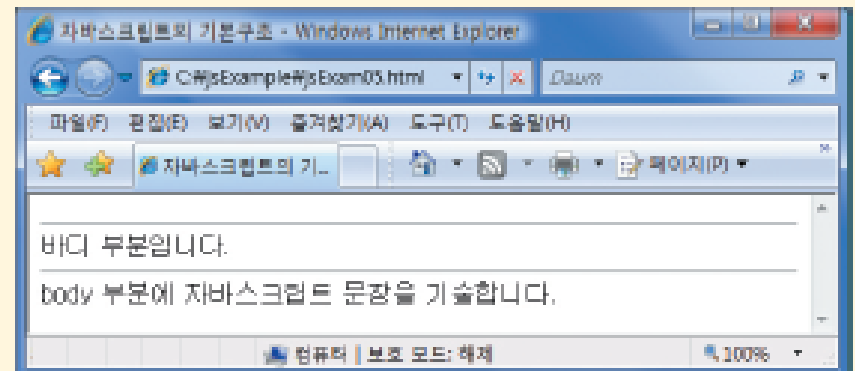 자바스크립트의 기본구조 - Windows Internet Explorer
C:₩jsExample₩jsExam05.html Daum
파일(F) 편집(E) 보기(V) 즐겨찾기(A) 도구(T) 도움말(H)
자바스크립트의 기... 페이지(P)
바디 부분입니다.
body 부분에 자바스크립트 문장을 기술합니다.
컴퓨터 | 보호 모드: 해제 100%